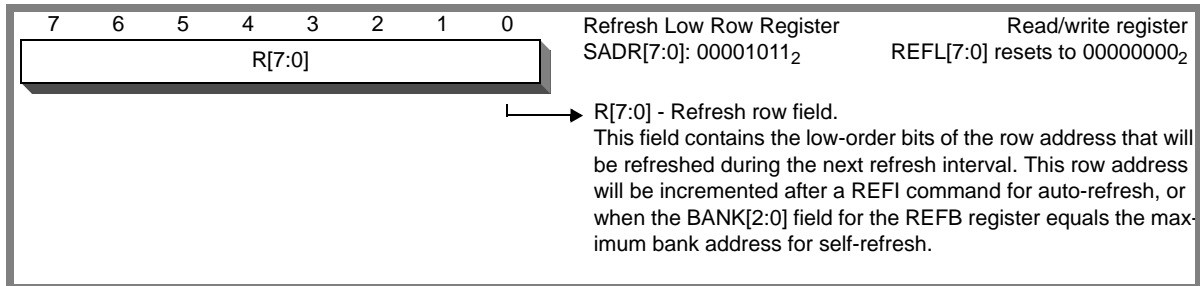 7 6 5 4 3 2 1 0
R[7:0]
Refresh Low Row Register Read/write register
SADR[7:0]: 00001011₂ REFL[7:0] resets to 00000000₂
R[7:0] - Refresh row field.
This field contains the low-order bits of the row address that will
be refreshed during the next refresh interval. This row address
will be incremented after a REFI command for auto-refresh, or
when the BANK[2:0] field for the REFB register equals the max-
imum bank address for self-refresh.